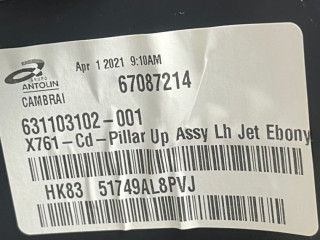 GRUPO
ANTOLIN
CAMBRAI
Apr 1 2021 9:10AM
67087214
631103102-001
X761-Cd-Pillar Up Assy Lh Jet Ebony
HK83 51749AL8PVJ